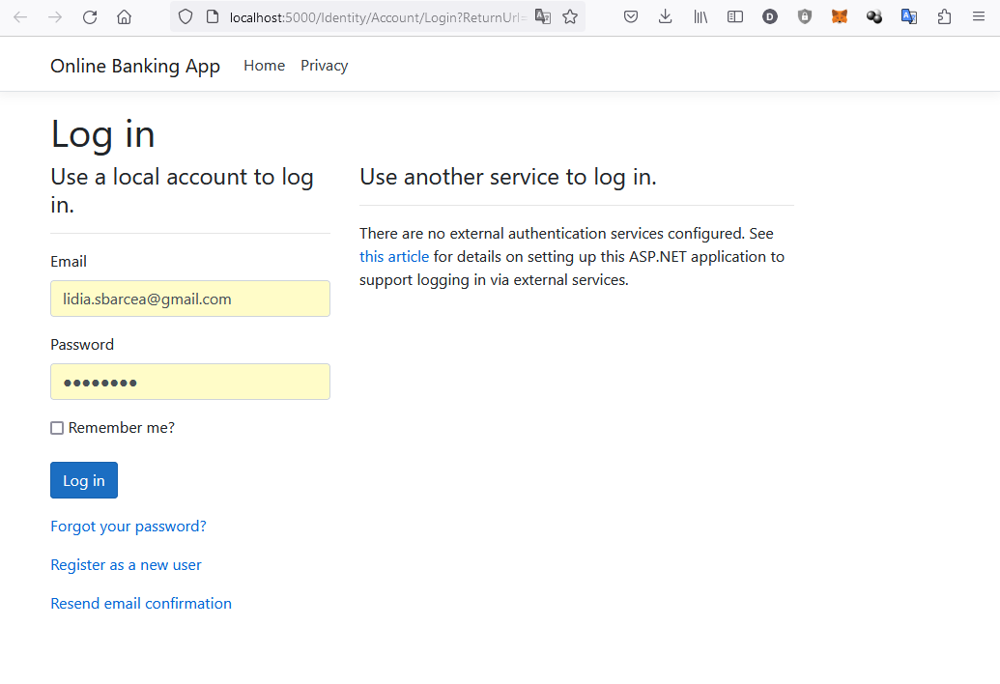 localhost:5000/Identity/Account/Login?ReturnUrl=
Online Banking App Home Privacy
Log in
Use a local account to log
in.
Email
lidia.sbarcea@gmail.com
Password
●●●●●●●●
Remember me?
Log in
Forgot your password?
Register as a new user
Resend email confirmation
Use another service to log in.
There are no external authentication services configured. See
this article for details on setting up this ASP.NET application to
support logging in via external services.